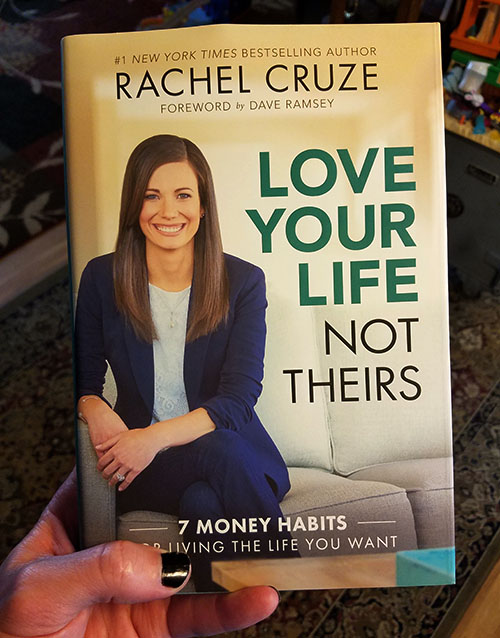 #1 NEW YORK TIMES BESTSELLING AUTHOR
RACHEL CRUZE
FOREWORD by DAVE RAMSEY
LOVE
YOUR
LIFE
NOT
THEIRS
7 MONEY HABITS
LIVING THE LIFE YOU WANT